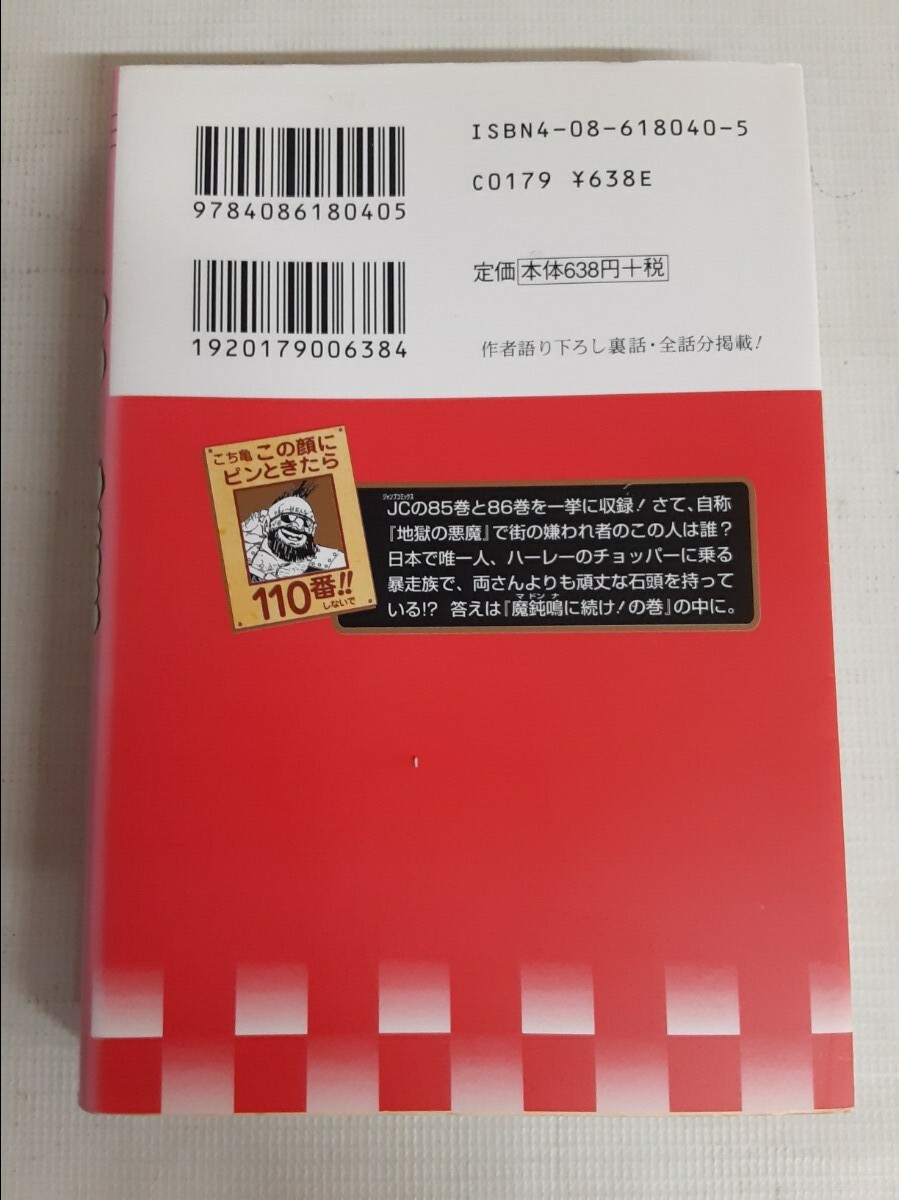 ISBN4-08-618040-5
9784086180405
C0179 ¥638E
定価 本体638円+税
1920179006384
作者語り下ろし裏話・全話分掲載!
こち亀 この顔に
ピンときたら
110番!!
しないで
ジャンプコミックス
JCの85巻と86巻を一挙に収録! さて、自称
『地獄の悪魔』で街の嫌われ者のこの人は誰?
日本で唯一人、ハーレーのチョッパーに乗る
暴走族で、両さんよりも頑丈な石頭を持って
マドンナ
いる!? 答えは『魔鈍鳴に続け!の巻』の中に。